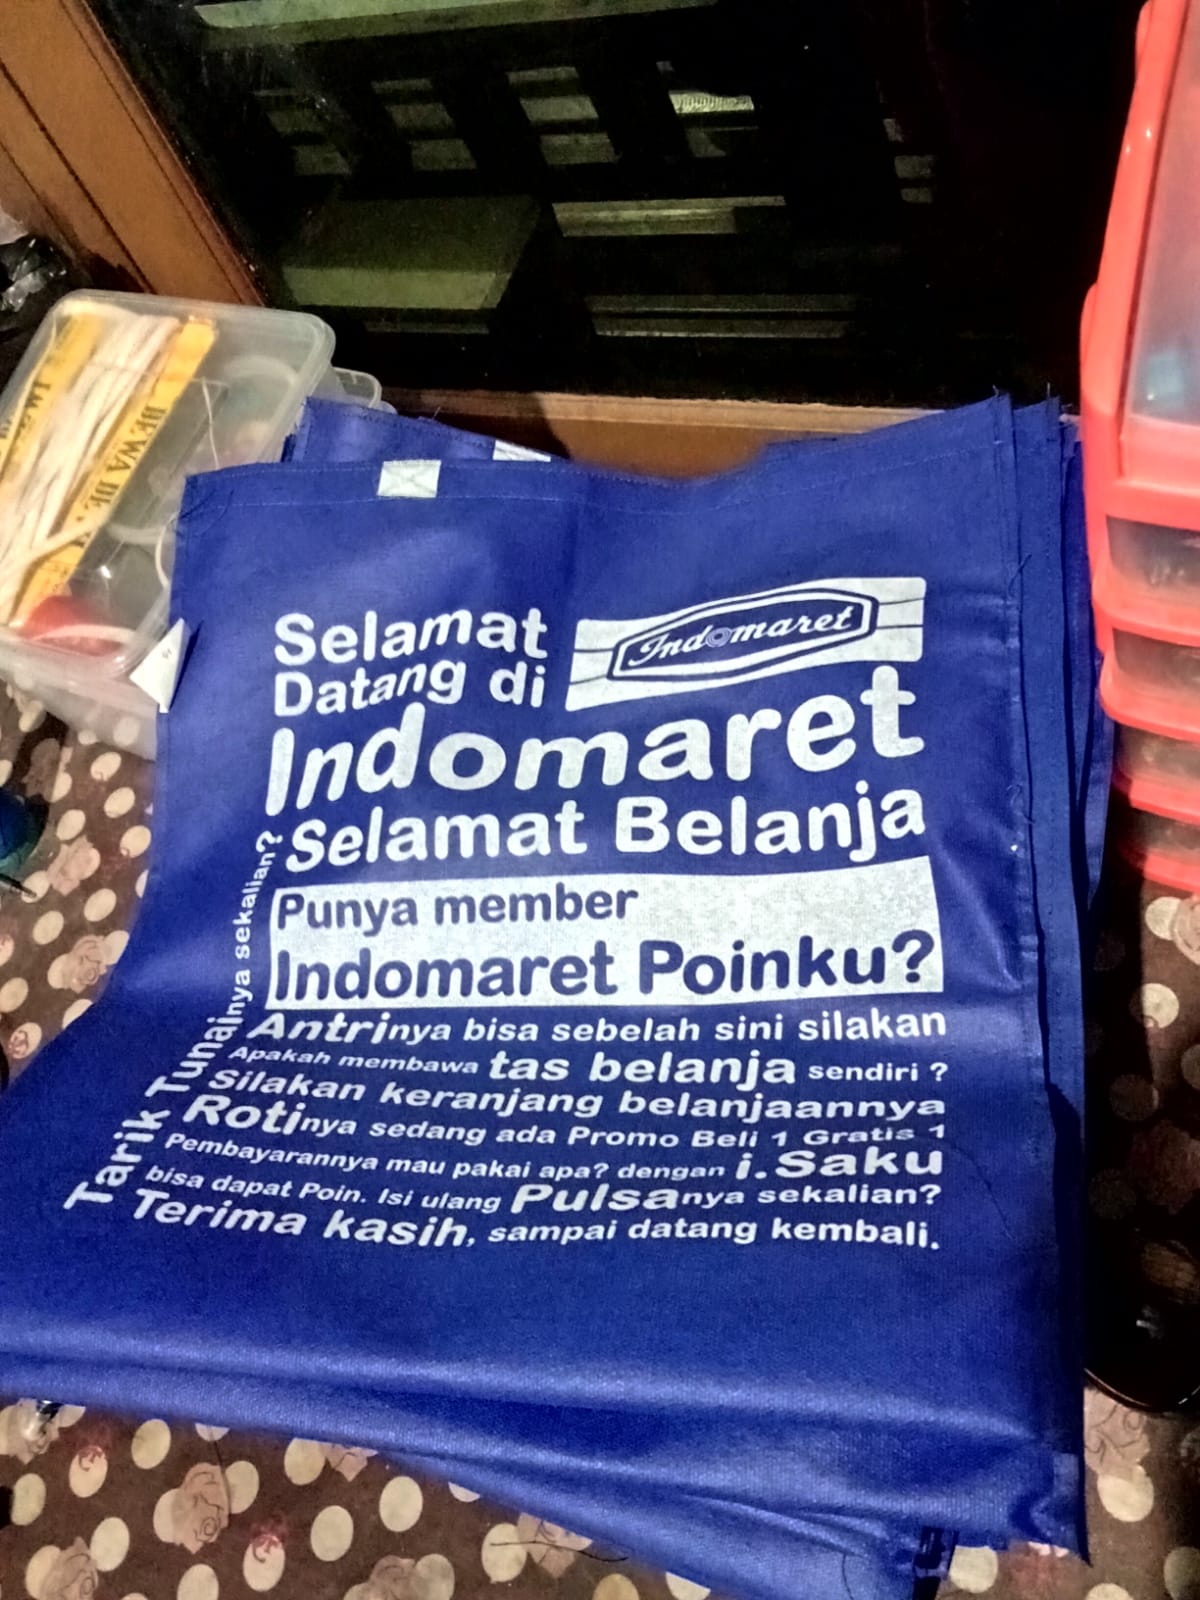 Selamat
Datang di
Indomaret
Indomaret
Selamat Belanja
Punya member
Indomaret Poinku?
Antrinya bisa sebelah sini silakan
Apakah membawa tas belanja sendiri ?
Silakan keranjang belanjaannya
Rotinya sedang ada Promo Beli 1 Gratis 1
Pembayarannya mau pakai apa? dengan i.Saku
bisa dapat Poin. Isi ulang Pulsanya sekalian?
Terima kasih, sampai datang kembali.
Tarik Tunainya sekalian?
DEWA